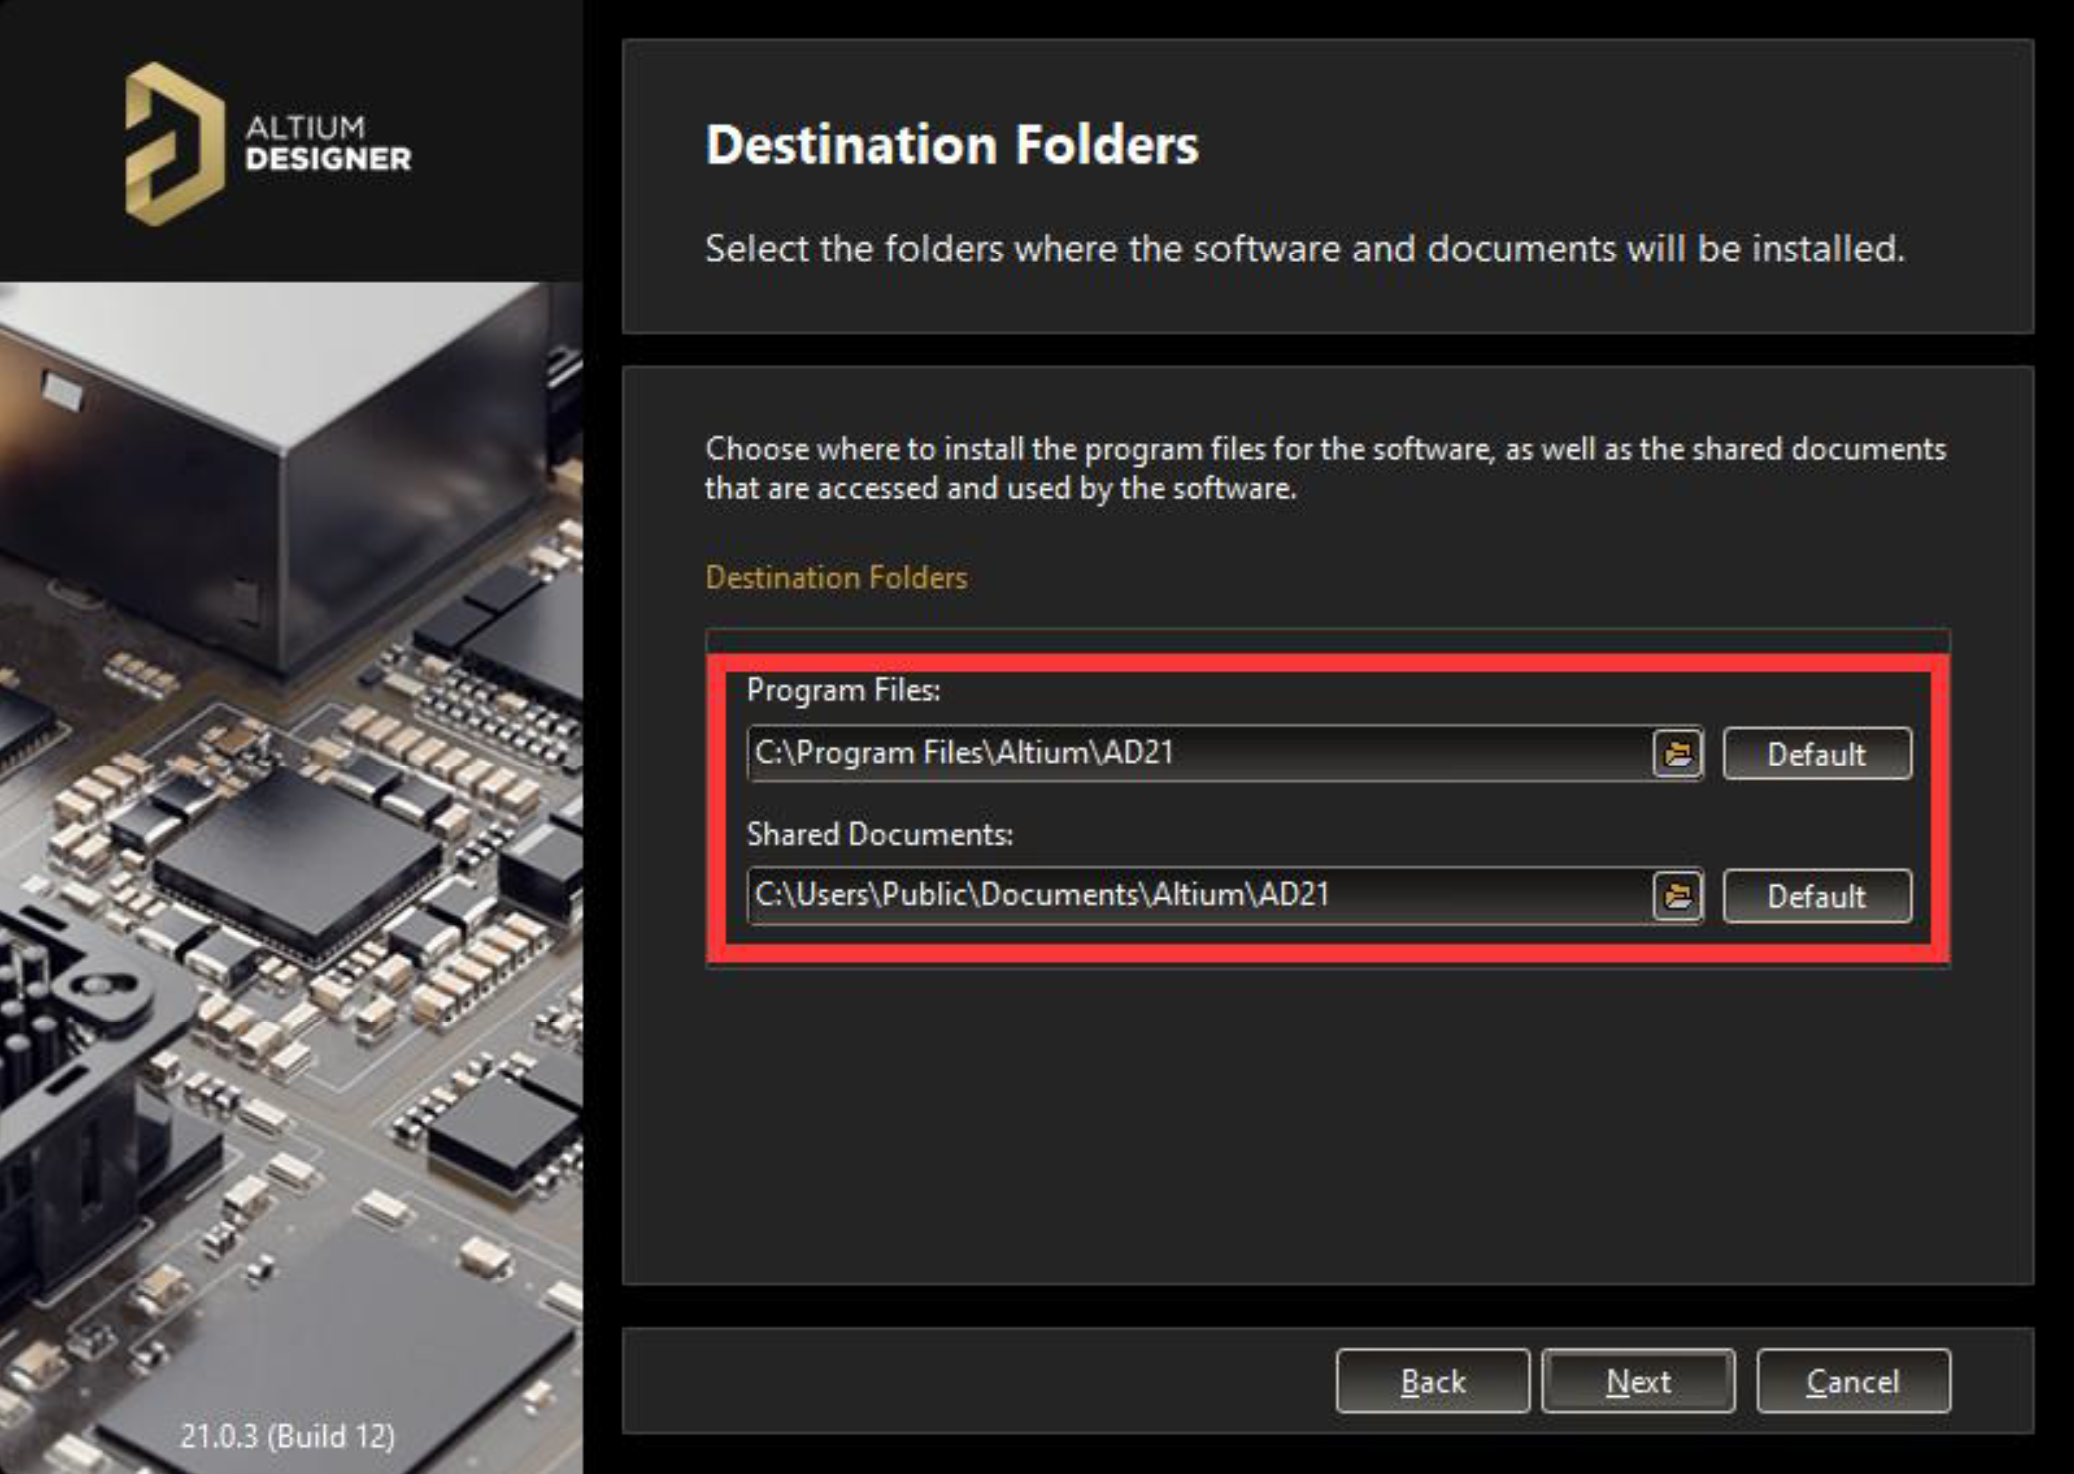 ALTIUM
DESIGNER
Destination Folders
Select the folders where the software and documents will be installed.
Choose where to install the program files for the software, as well as the shared documents
that are accessed and used by the software.
Destination Folders
Program Files:
C:\Program Files\Altium\AD21
Default
Shared Documents:
C:\Users\Public\Documents\Altium\AD21
Default
21.0.3 (Build 12)
Back
Next
Cancel